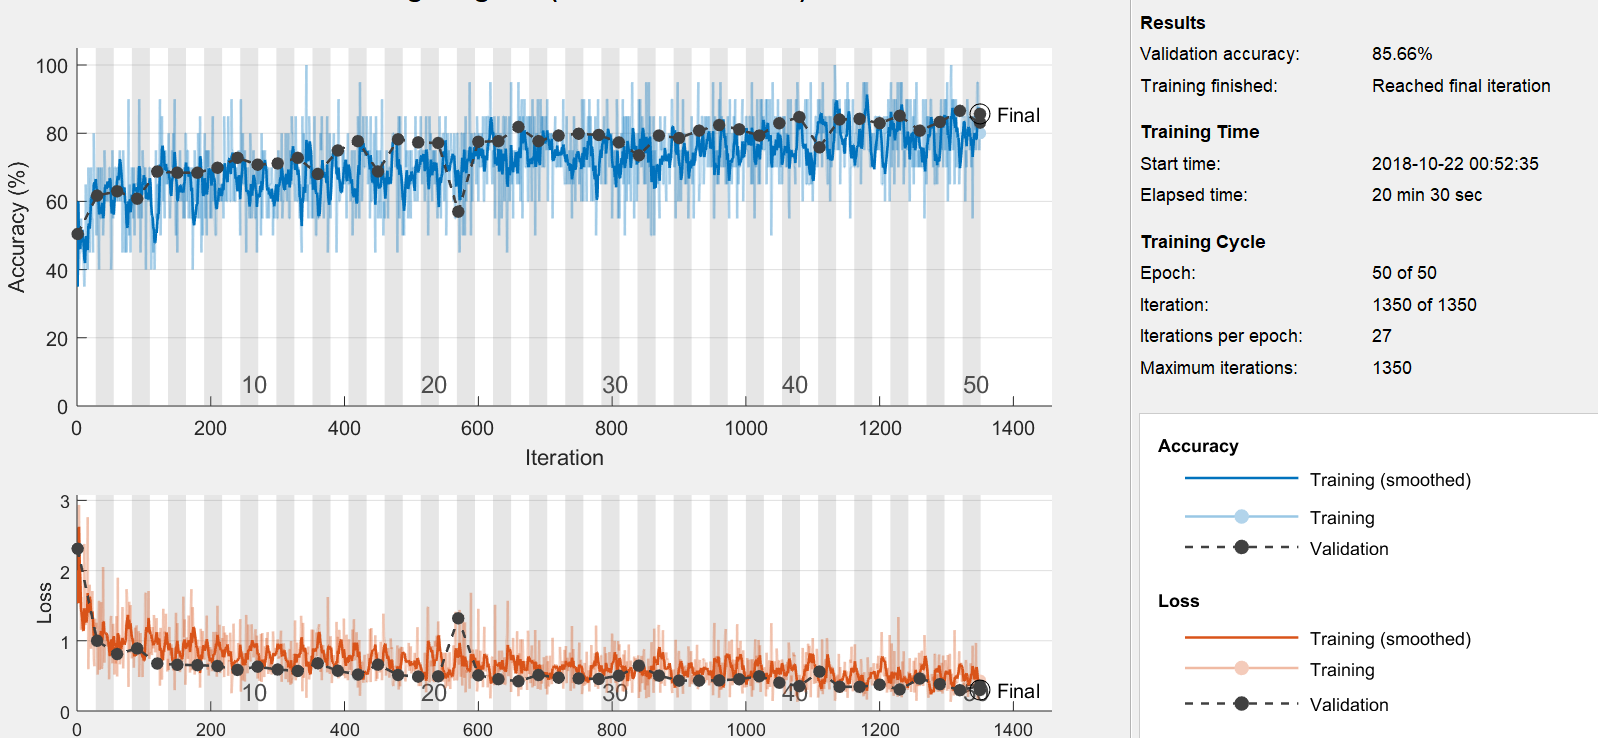 Results
Validation accuracy: 85.66%
Training finished: Reached final iteration
Training Time
Start time: 2018-10-22 00:52:35
Elapsed time: 20 min 30 sec
Training Cycle
Epoch: 50 of 50
Iteration: 1350 of 1350
Iterations per epoch: 27
Maximum iterations: 1350
Accuracy (%)
100
80
60
40
20
0
Final
10 20 30 40 50
0 200 400 600 800 1000 1200 1400
Iteration
Loss
3
2
1
0
Final
10 20 30 40
0 200 400 600 800 1000 1200 1400
Accuracy
Training (smoothed)
Training
Validation
Loss
Training (smoothed)
Training
Validation